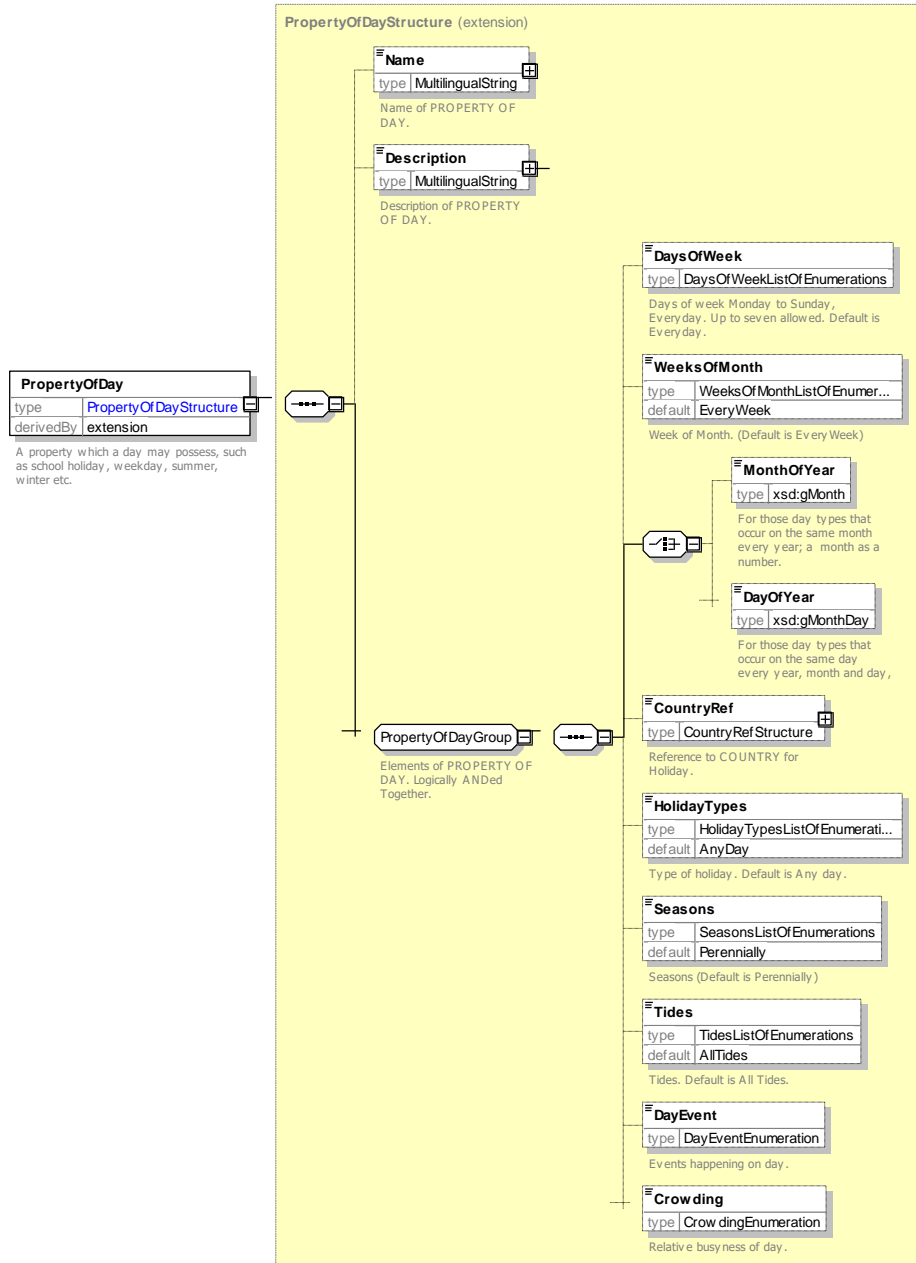 PropertyOfDayStructure (extension)
Name
type MultilingualString
Name of PROPERTY OF
DAY.
Description
type MultilingualString
Description of PROPERTY
OF DAY.
DaysOfWeek
type DaysOfWeekListOfEnumerations
Days of week Monday to Sunday,
Everyday. Up to seven allowed. Default is
Everyday.
WeeksOfMonth
type WeeksOfMonthListOfEnumer...
default EveryWeek
Week of Month. (Default is EveryWeek)
PropertyOfDay
type PropertyOfDayStructure
derivedBy extension
A property which a day may possess, such
as school holiday, weekday, summer,
winter etc.
MonthOfYear
type xsd:gMonth
For those day types that
occur on the same month
every year; a month as a
number.
DayOfYear
type xsd:gMonthDay
For those day types that
occur on the same day
every year, month and day,
PropertyOfDayGroup
Elements of PROPERTY OF
DAY. Logically ANDed
Together.
CountryRef
type CountryRefStructure
Reference to COUNTRY for
Holiday.
HolidayTypes
type HolidayTypesListOfEnumerati...
default AnyDay
Type of holiday. Default is Any day.
Seasons
type SeasonsListOfEnumerations
default Perennially
Seasons (Default is Perennially)
Tides
type TidesListOfEnumerations
default AllTides
Tides. Default is All Tides.
DayEvent
type DayEventEnumeration
Events happening on day.
Crowding
type CrowdingEnumeration
Relative busyness of day.